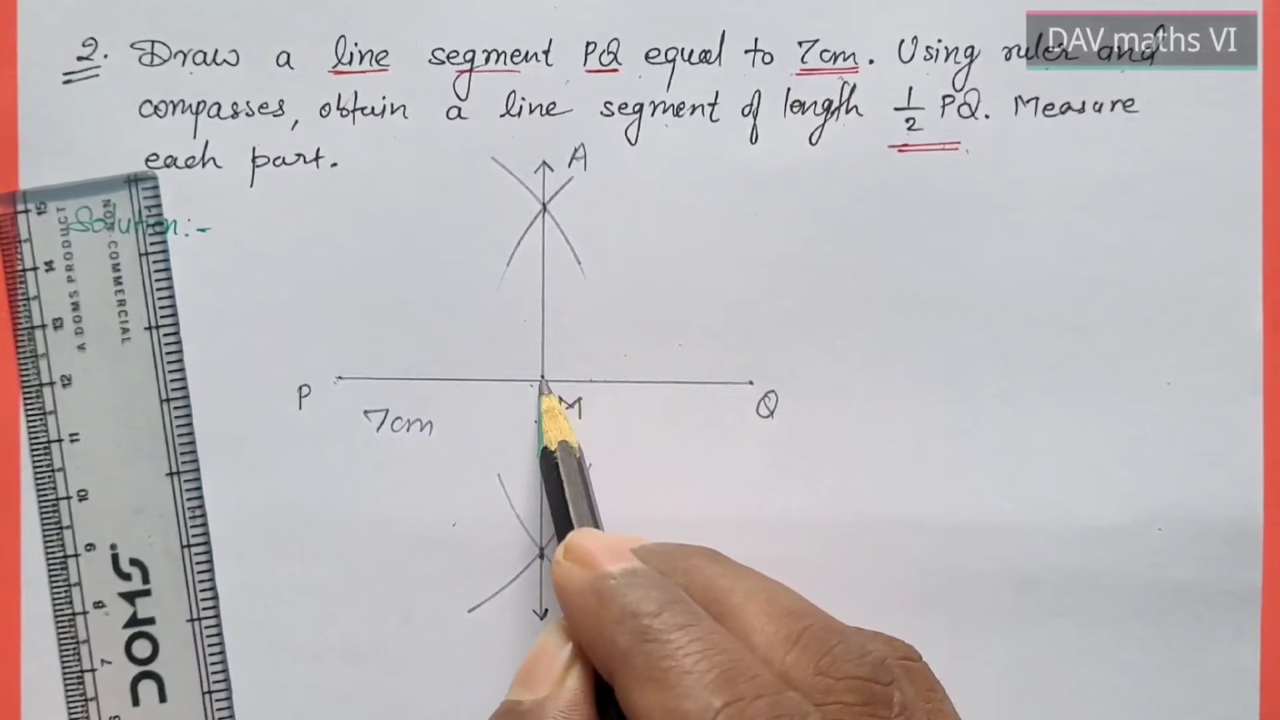 DAV maths VI
2. Draw a line segment PQ equal to 7cm. Using ruler and
compasses, obtain a line segment of length 1/2 PQ. Measure
each part.
Solution:-
A
P
M
Q
7cm
15
14
13
12
11
10
9
8
7
NON-COMMERCIAL
A DOMS PRODUCT
DOMS